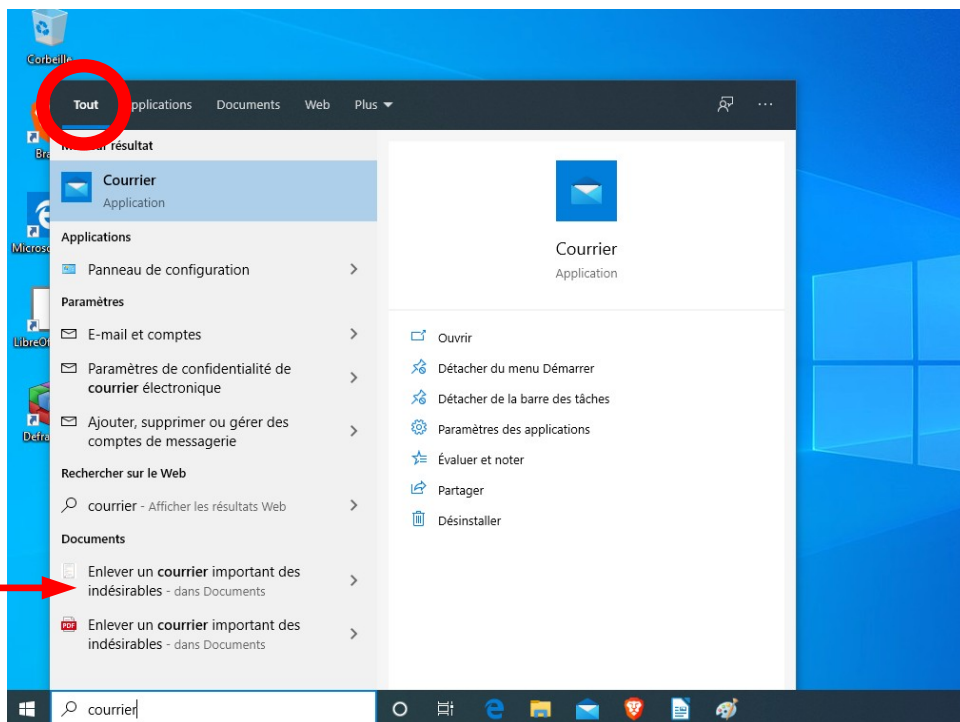 Corbeille
Tout
Documents
Web
Plus
résultat
Courrier
Application
Applications
Panneau de configuration
Paramètres
E-mail et comptes
Paramètres de confidentialité de
courrier électronique
Ajouter, supprimer ou gérer des
comptes de messagerie
Rechercher sur le Web
courrier - Afficher les résultats Web
Documents
Enlever un courrier important des
indésirables - dans Documents
PDF
Enlever un courrier important des
indésirables - dans Documents
courrier
Courrier
Application
Ouvrir
Détacher du menu Démarrer
Détacher de la barre des tâches
Paramètres des applications
Évaluer et noter
Partager
Désinstaller